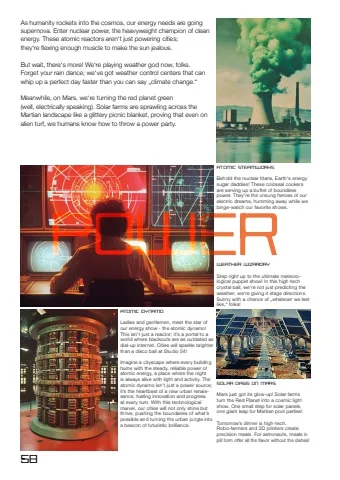 As humanity rockets into the cosmos, our energy needs are going
supernova. Enter nuclear power, the heavyweight champion of clean
energy. These atomic reactors aren't just powering cities;
they're flexing enough muscle to make the sun jealous.
But wait, there's more! We're playing weather god now, folks.
Forget your rain dance; we've got weather control centers that can
whip up a perfect day faster than you can say „climate change."
Meanwhile, on Mars, we're turning the red planet green
(well, electrically speaking). Solar farms are sprawling across the
Martian landscape like a glittery picnic blanket, proving that even on
alien turf, we humans know how to throw a power party.
POWER
ATOMIC STEAMWORKS
Behold the nuclear titans, Earth's energy
sugar daddies! These colossal cookers
are serving up a buffet of boundless
power. They're the unsung heroes of our
electric dreams, humming away while we
binge-watch our favorite shows.
WEATHER WIZARDRY
Step right up to the ultimate meteoro-
logical puppet show! In this high-tech
crystal ball, we're not just predicting the
weather; we're giving it stage directions.
Sunny with a chance of „whatever we feel
like," folks!
ATOMIC DYNAMO
Ladies and gentlemen, meet the star of
our energy show - the atomic dynamo!
This isn't just a reactor; it's a portal to a
world where blackouts are as outdated as
dial-up internet. Cities will sparkle brighter
than a disco ball at Studio 54!
Imagine a cityscape where every building
hums with the steady, reliable power of
atomic energy, a place where the night
is always alive with light and activity. The
atomic dynamo isn't just a power source;
it's the heartbeat of a new urban renais-
sance, fueling innovation and progress
at every turn. With this technological
marvel, our cities will not only shine but
thrive, pushing the boundaries of what's
possible and turning the urban jungle into
a beacon of futuristic brilliance.
SOLAR OASIS ON MARS
Mars just got its glow-up! Solar farms
turn the Red Planet into a cosmic light
show. One small step for solar panels,
one giant leap for Martian pool parties!
Tomorrow's dinner is high-tech.
Robo-farmers and 3D printers create
precision meals. For astronauts, meals in
pill form offer all the flavor without the dishes!
58